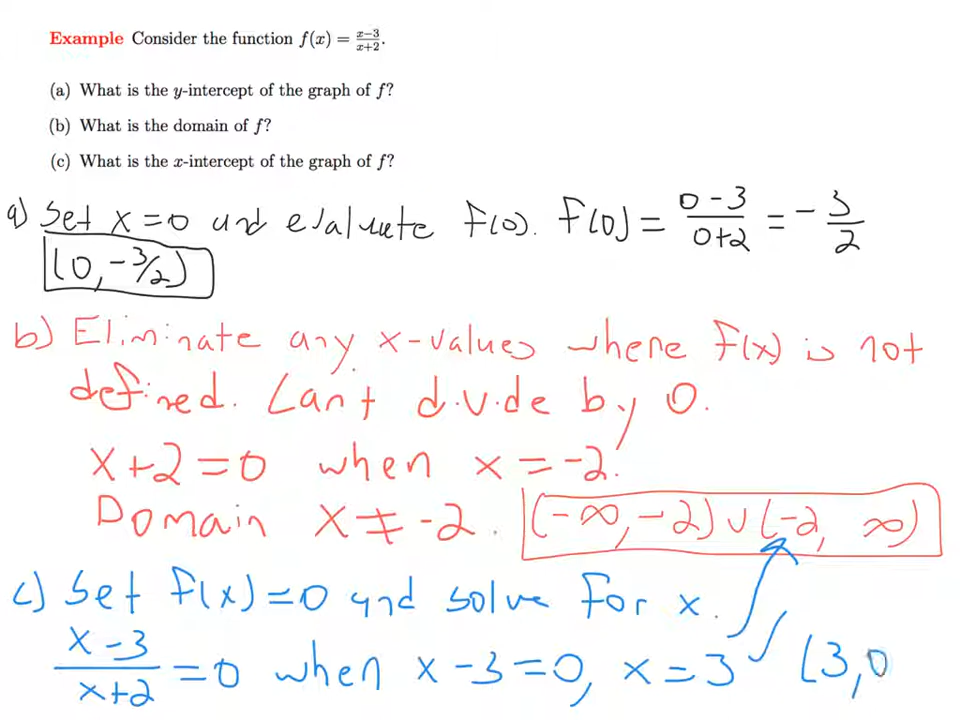 Example Consider the function f(x) = x-3/x+2.
(a) What is the y-intercept of the graph of f?
(b) What is the domain of f?
(c) What is the x-intercept of the graph of f?
a) Set x=0 and evaluate f(0). f(0) = 0-3/0+2 = -3/2
(0, -3/2)
b) Eliminate any x-values where f(x) is not
defined. Can't divide by 0.
x+2=0 when x=-2.
Domain x≠-2. (-∞,-2)∪(-2, ∞)
c) Set f(x)=0 and solve for x.
x-3/x+2 = 0 when x-3=0, x=3 ✓ (3,0